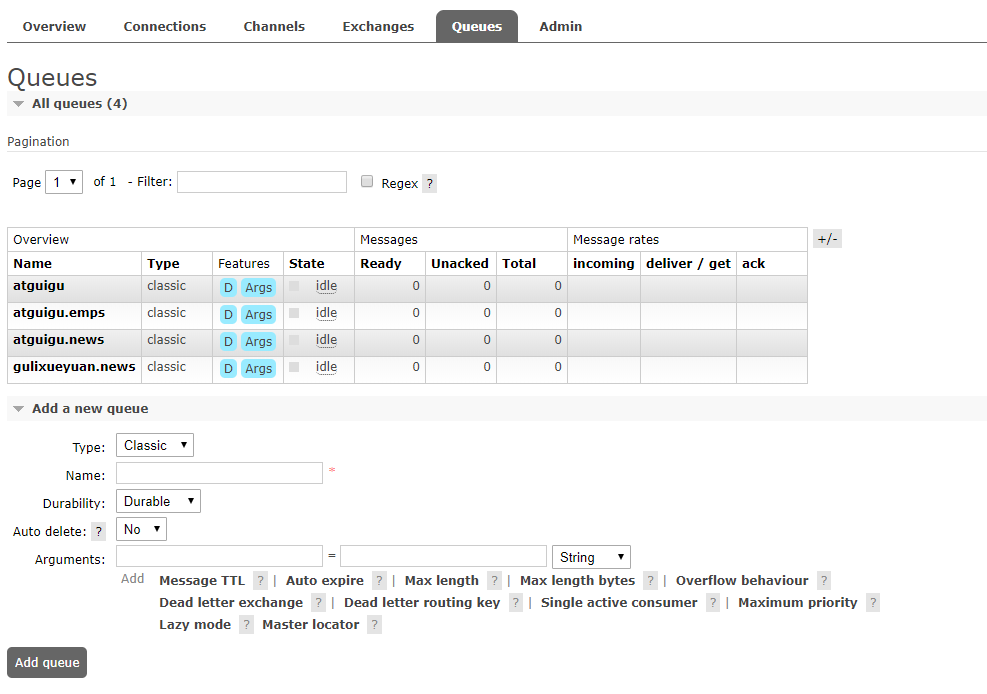 Overview Connections Channels Exchanges Queues Admin
Queues
All queues (4)
Pagination
Page 1 of 1 - Filter: Regex ?
Overview Messages Message rates +/-
Name Type Features State Ready Unacked Total incoming deliver / get ack
atguigu classic D Args idle 0 0 0
atguigu.emps classic D Args idle 0 0 0
atguigu.news classic D Args idle 0 0 0
gulixueyuan.news classic D Args idle 0 0 0
Add a new queue
Type: Classic
Name: *
Durability: Durable
Auto delete: ? No
Arguments: = String
Add Message TTL ? | Auto expire ? | Max length ? | Max length bytes ? | Overflow behaviour ?
Dead letter exchange ? | Dead letter routing key ? | Single active consumer ? | Maximum priority ?
Lazy mode ? Master locator ?
Add queue